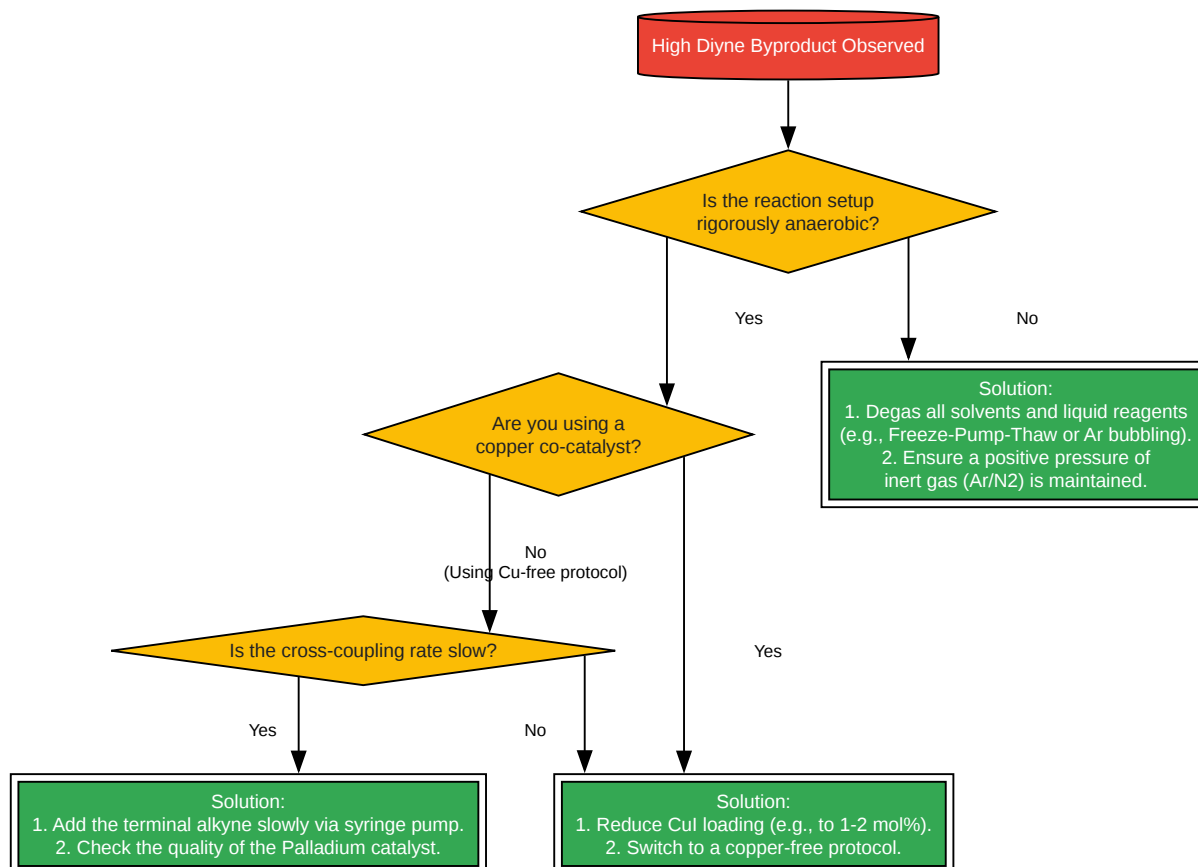 High Diyne Byproduct Observed
Is the reaction setup
rigorously anaerobic?
Yes
No
Solution:
1. Degas all solvents and liquid reagents
(e.g., Freeze-Pump-Thaw or Ar bubbling).
2. Ensure a positive pressure of
inert gas (Ar/N2) is maintained.
Are you using a
copper co-catalyst?
No
(Using Cu-free protocol)
Yes
Is the cross-coupling rate slow?
Yes
No
Solution:
1. Add the terminal alkyne slowly via syringe pump.
2. Check the quality of the Palladium catalyst.
Solution:
1. Reduce CuI loading (e.g., to 1-2 mol%).
2. Switch to a copper-free protocol.